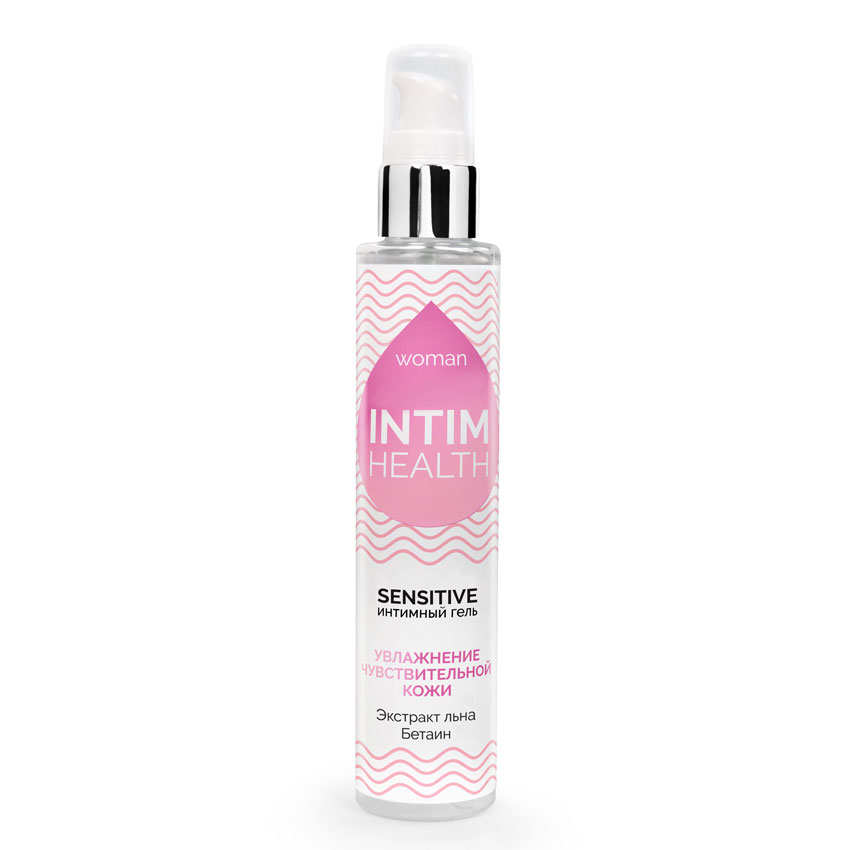 woman
INTIM
HEALTH
SENSITIVE
ИНТИМНЫЙ ГЕЛЬ
УВЛАЖНЕНИЕ
ЧУВСТВИТЕЛЬНОЙ
КОЖИ
Экстракт льна
Бетаин